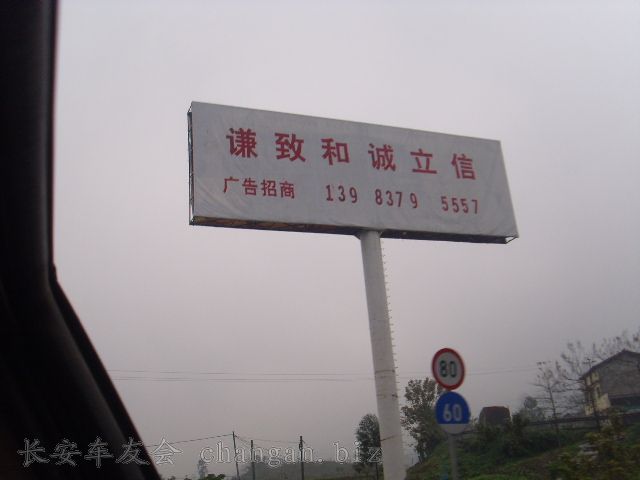 谦致和 诚立信
广告招商 139 8379 5557
80
60
长安车友会 changan.biz